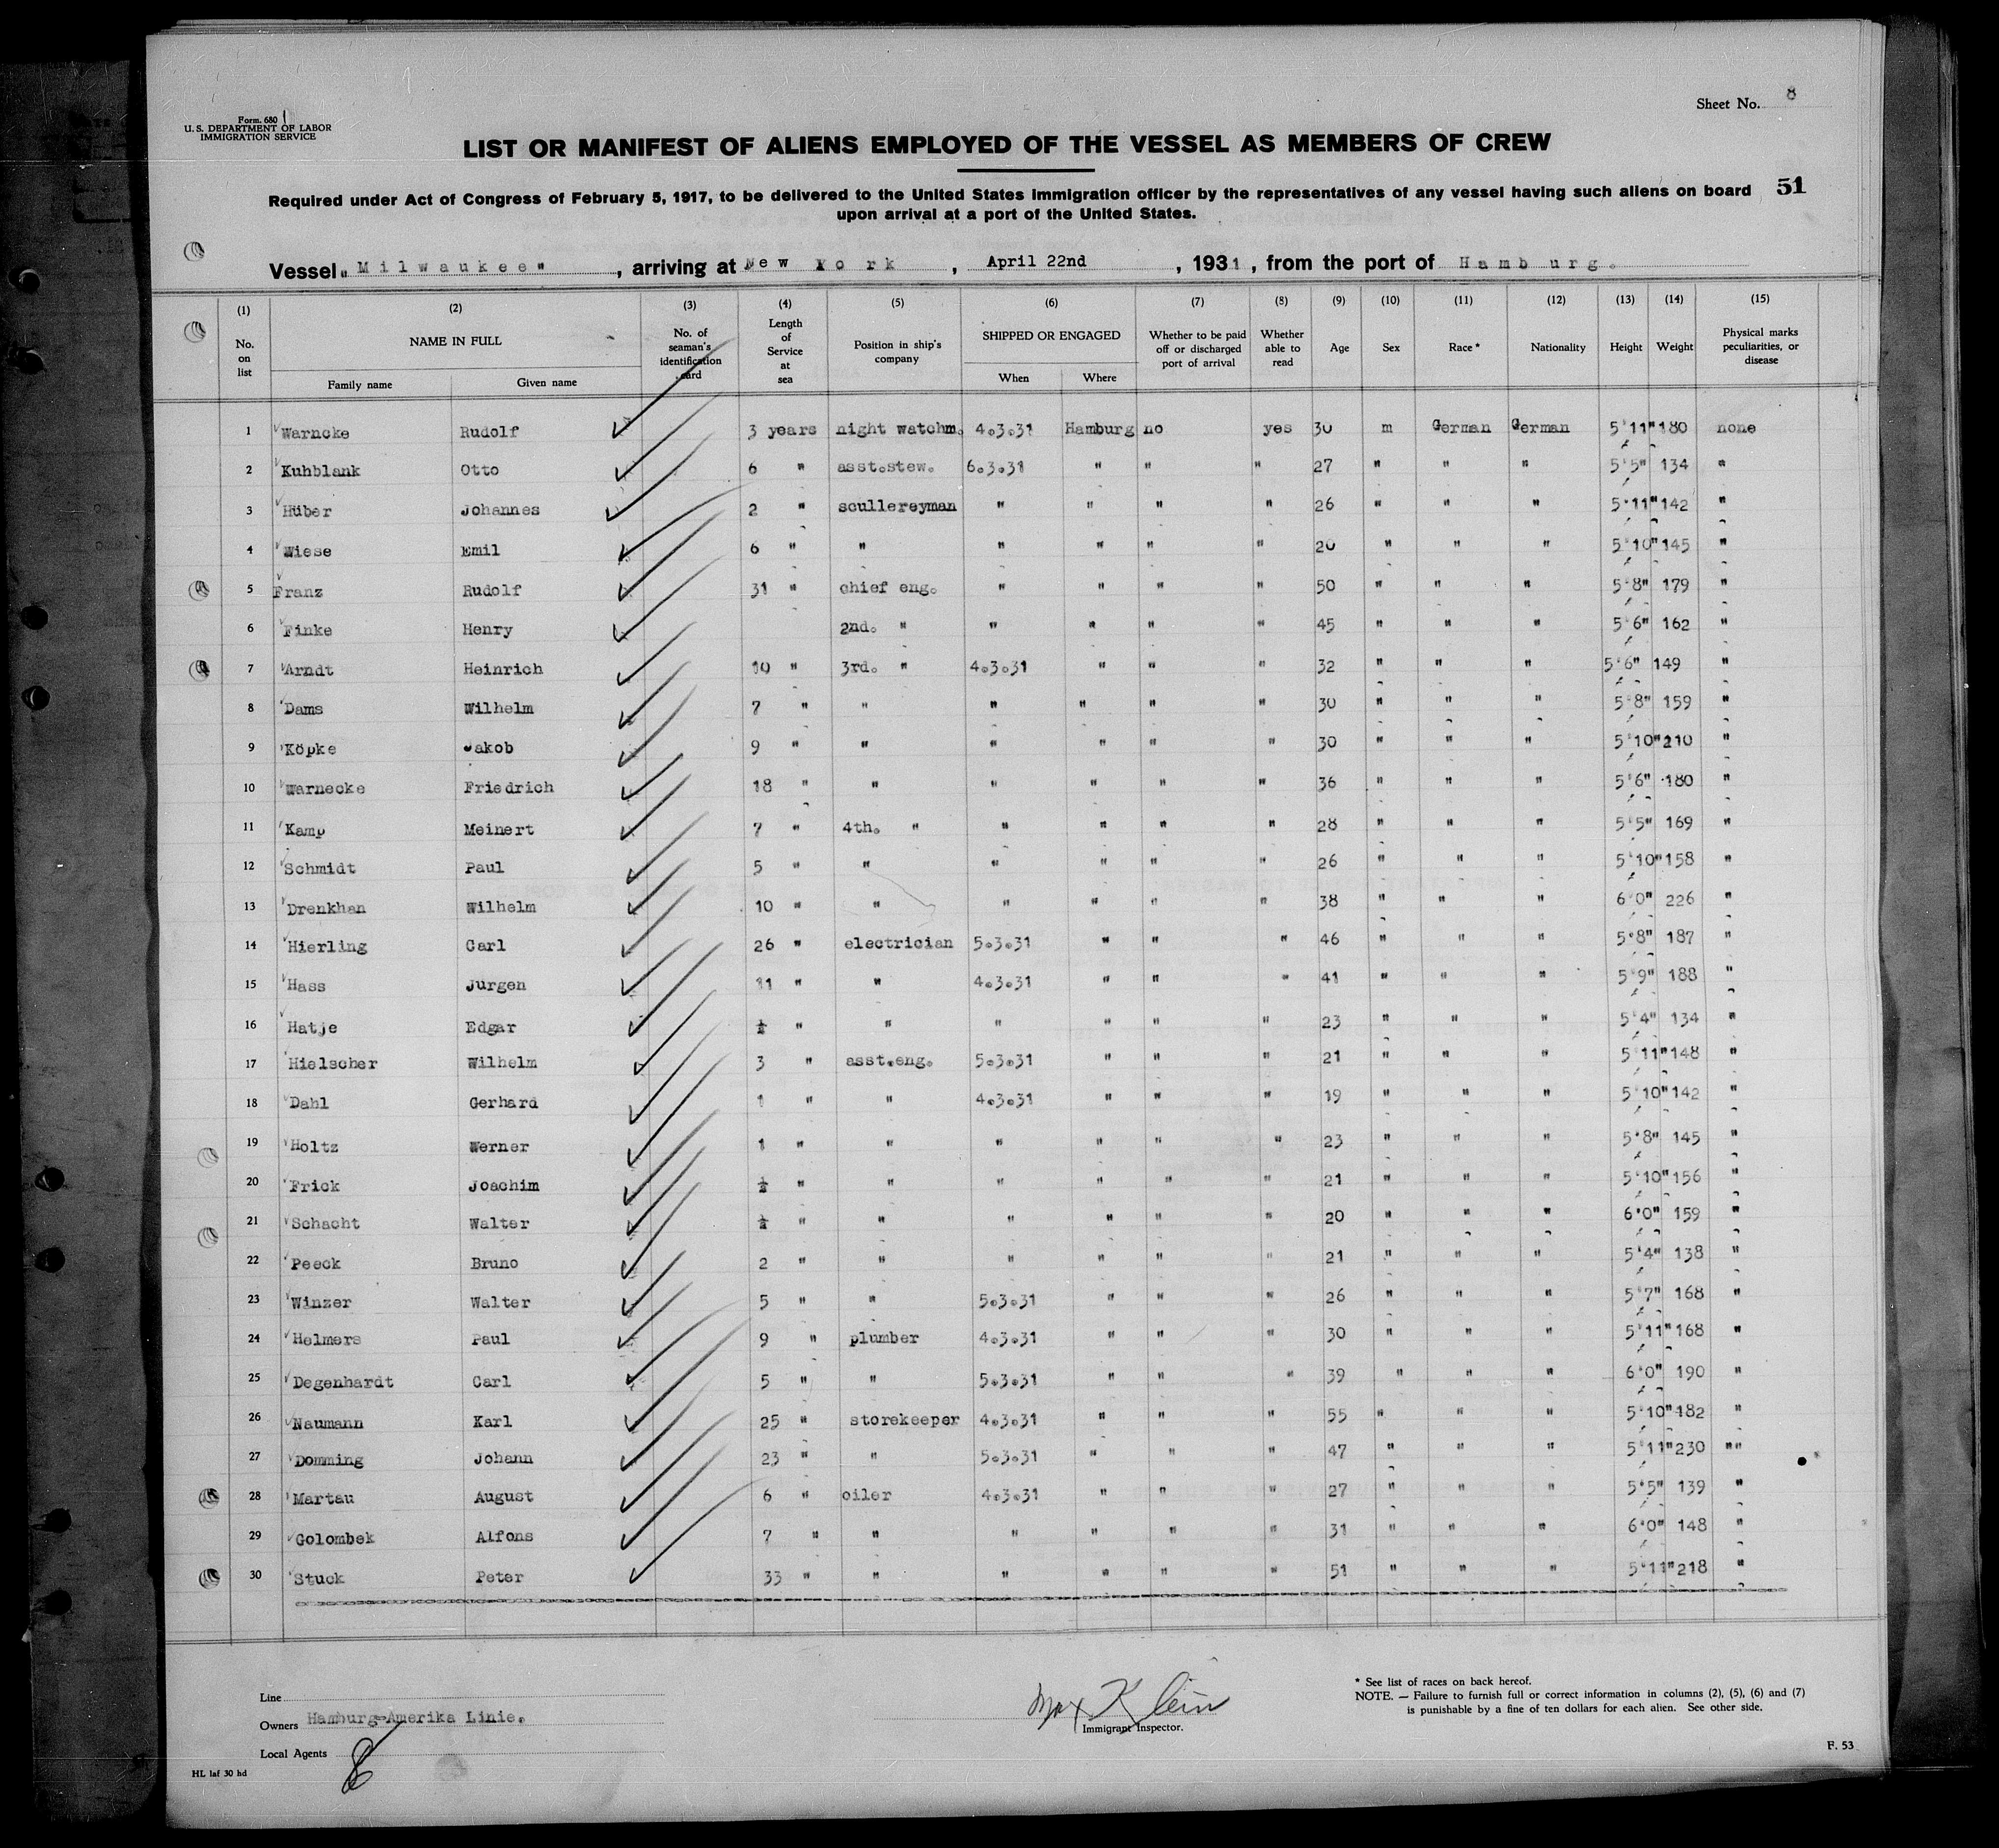 Sheet No. 8
Form. 680
U. S. DEPARTMENT OF LABOR
IMMIGRATION SERVICE
LIST OR MANIFEST OF ALIENS EMPLOYED OF THE VESSEL AS MEMBERS OF CREW
Required under Act of Congress of February 5, 1917, to be delivered to the United States Immigration officer by the representatives of any vessel having such aliens on board 51
upon arrival at a port of the United States.
Vessel "Milwaukee" , arriving at New York , April 22nd , 1931 , from the port of Hamburg.
(1) (2) (3) (4) (5) (6) (7) (8) (9) (10) (11) (12) (13) (14) (15)
No. on list NAME IN FULL Family name Given name No. of seaman's identification card Length of Service at sea Position in ship's company SHIPPED OR ENGAGED When Where Whether to be paid off or discharged port of arrival Whether able to read Age Sex Race * Nationality Height Weight Physical marks peculiarities, or disease
1 Warncke Rudolf 3 years night watchm. 4.3.31 Hamburg no yes 30 m German German 5'11" 180 none
2 Kuhblank Otto 6 " asst.stew. 6.3.31 " " " 27 " " " 5'5" 134 "
3 Hüber Johannes 2 " scullereyman " " " " 26 " " " 5'11" 142 "
4 Wiese Emil 6 " " " " " " 20 " " " 5'10" 145 "
5 Franz Rudolf 31 " chief eng. " " " " 50 " " " 5'8" 179 "
6 Finke Henry 2nd. " " " " " 45 " " " 5'6" 162 "
7 Arndt Heinrich 10 " 3rd. " 4.3.31 " " " 32 " " " 5'6" 149 "
8 Dams Wilhelm 7 " " " " " " 30 " " " 5'8" 159 "
9 Köpke Jakob 9 " " " " " " 30 " " " 5'10" 210 "
10 Warnecke Friedrich 18 " " " " " " 36 " " " 5'6" 180 "
11 Kamp Meinert 7 " 4th. " " " " " 28 " " " 5'5" 169 "
12 Schmidt Paul 5 " " " " " " 26 " " " 5'10" 158 "
13 Drenkhan Wilhelm 10 " " " " " " 38 " " " 6'0" 226 "
14 Hierling Carl 26 " electrician 5.3.31 " " " 46 " " " 5'8" 187 "
15 Hass Jürgen 11 " " 4.3.31 " " " 41 " " " 5'9" 188 "
16 Hatje Edgar ½ " " " " " " 23 " " " 5'4" 134 "
17 Hielscher Wilhelm 3 " asst.eng. 5.3.31 " " " 21 " " " 5'11" 148 "
18 Dahl Gerhard 1 " " 4.3.31 " " " 19 " " " 5'10" 142 "
19 Holtz Werner 1 " " " " " " 23 " " " 5'8" 145 "
20 Frick Joachim ½ " " " " " " 21 " " " 5'10" 156 "
21 Schacht Walter ½ " " " " " " 20 " " " 6'0" 159 "
22 Peeck Bruno 2 " " " " " " 21 " " " 5'4" 138 "
23 Winzer Walter 5 " " 5.3.31 " " " 26 " " " 5'7" 168 "
24 Helmers Paul 9 " plumber 4.3.31 " " " 30 " " " 5'11" 168 "
25 Degenhardt Carl 5 " " 5.3.31 " " " 39 " " " 6'0" 190 "
26 Naumann Karl 25 " storekeeper 4.3.31 " " " 55 " " " 5'10" 182 "
27 Domming Johann 23 " " 5.3.31 " " " 47 " " " 5'11" 230 ""
28 Martau August 6 " oiler 4.3.31 " " " 27 " " " 5'5" 139 "
29 Golombek Alfons 7 " " " " " " 31 " " " 6'0" 148 "
30 Stuck Peter 33 " " " " " " 51 " " " 5'11" 218 "
Line
Owners Hamburg-Amerika Linie.
Local Agents
8
HL laf 30 hd
Max Klein
Immigrant Inspector.
* See list of races on back hereof.
NOTE. — Failure to furnish full or correct information in columns (2), (5), (6) and (7)
is punishable by a fine of ten dollars for each alien. See other side.
F. 53